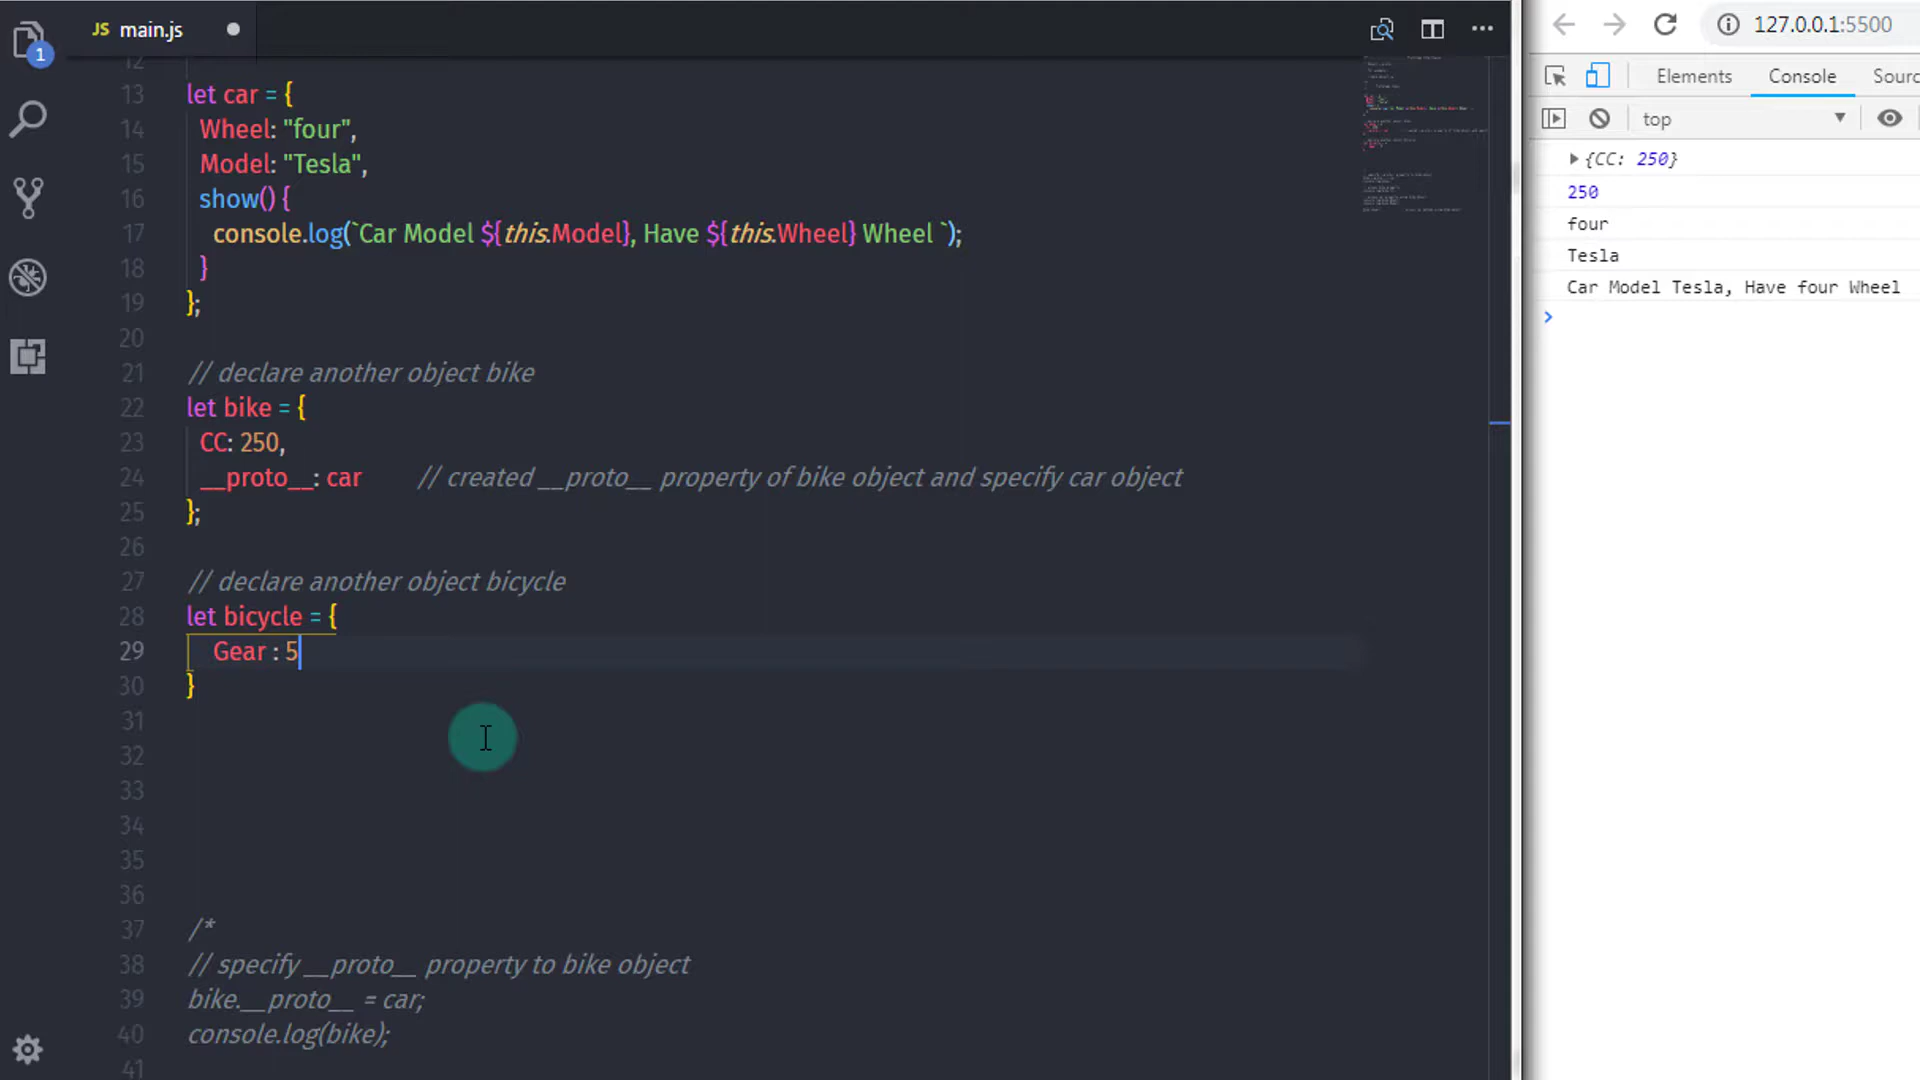 JS main.js
127.0.0.1:5500
1
Elements Console Sourc
top
12
13 let car = {
14 Wheel: "four",
15 Model: "Tesla",
16 show() {
17 console.log(`Car Model ${this.Model}, Have ${this.Wheel} Wheel `);
18 }
19 };
20
21 // declare another object bike
22 let bike = {
23 CC: 250,
24 __proto__: car // created __proto__ property of bike object and specify car object
25 };
26
27 // declare another object bicycle
28 let bicycle = {
29 Gear : 5
30 }
31
32
33
34
35
36
37 /*
38 // specify __proto__ property to bike object
39 bike.__proto__ = car;
40 console.log(bike);
41
{CC: 250}
250
four
Tesla
Car Model Tesla, Have four Wheel